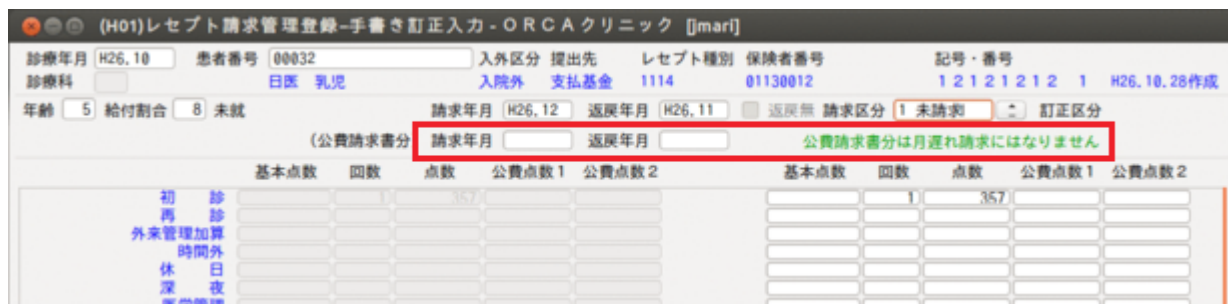 (H01)レセプト請求管理登録-手書き訂正入力 - ORCAクリニック [jmari]
診療年月 H26.10 患者番号 00032 入外区分 提出先 レセプト種別 保険者番号 記号・番号
診療科 日医 乳児 入院外 支払基金 1114 01130012 12121212 1 H26.10.28作成
年齢 5 給付割合 8 未就 請求年月 H26.12 返戻年月 H26.11 返戻無 請求区分 1 未請求 訂正区分
(公費請求書分 請求年月 返戻年月 公費請求書分は月遅れ請求にはなりません
基本点数 回数 点数 公費点数1 公費点数2 基本点数 回数 点数 公費点数1 公費点数2
初 診 1 357 1 357
再 診
外来管理加算
時間外
休 日
深 夜
医学管理